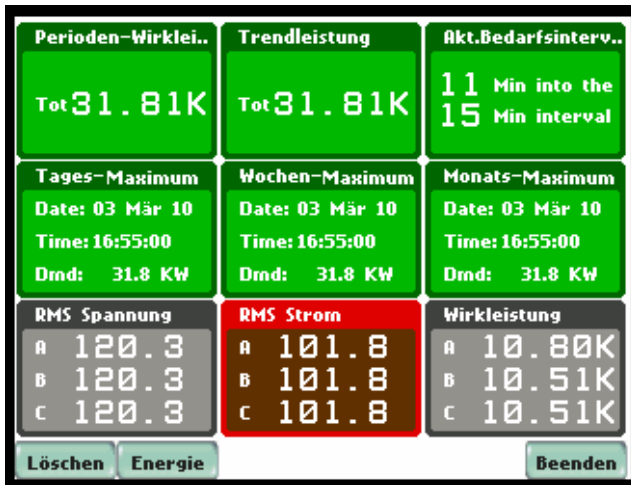 Perioden-Wirklei.. Trendleistung Akt.Bedarfsinterv..
Tot 31.81K Tot 31.81K 11 Min into the
15 Min interval
Tages-Maximum Wochen-Maximum Monats-Maximum
Date: 03 Mär 10 Date: 03 Mär 10 Date: 03 Mär 10
Time: 16:55:00 Time: 16:55:00 Time: 16:55:00
Dmd: 31.8 KW Dmd: 31.8 KW Dmd: 31.8 KW
RMS Spannung RMS Strom Wirkleistung
A 120.3 A 101.8 A 10.80K
B 120.3 B 101.8 B 10.51K
C 120.3 C 101.8 C 10.51K
Löschen Energie Beenden